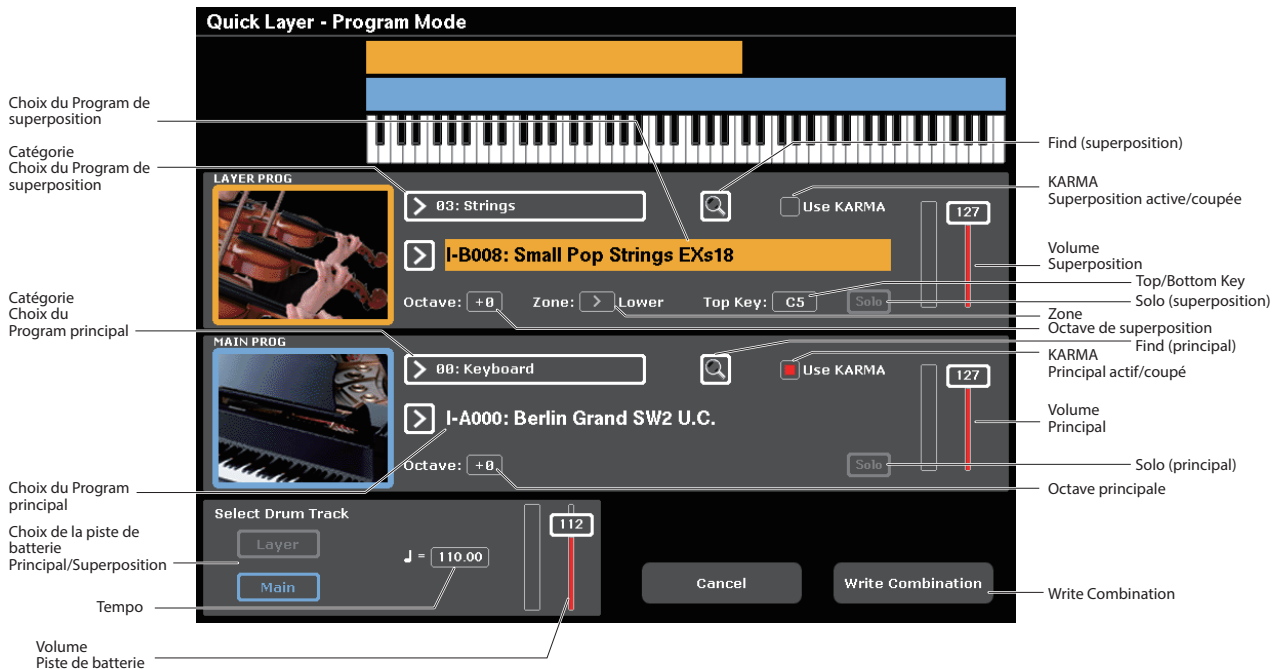 Quick Layer - Program Mode
Choix du Program de
superposition
Catégorie
Choix du Program de
superposition
Find (superposition)
KARMA
Superposition active/coupée
LAYER PROG
03: Strings
Use KARMA
127
I-B008: Small Pop Strings EXs18
Volume
Superposition
Octave: +0 Zone: Lower Top Key: C5 Solo
Top/Bottom Key
Solo (superposition)
Zone
Octave de superposition
Catégorie
Choix du
Program principal
MAIN PROG
Find (principal)
KARMA
Principal actif/coupé
00: Keyboard
Use KARMA
127
I-A000: Berlin Grand SW2 U.C.
Volume
Principal
Octave: +0 Solo
Solo (principal)
Octave principale
Choix du Program
principal
Select Drum Track
Choix de la piste de
batterie
Principal/Superposition
Layer
♩ = 110.00
112
Main
Cancel
Write Combination
Write Combination
Tempo
Volume
Piste de batterie